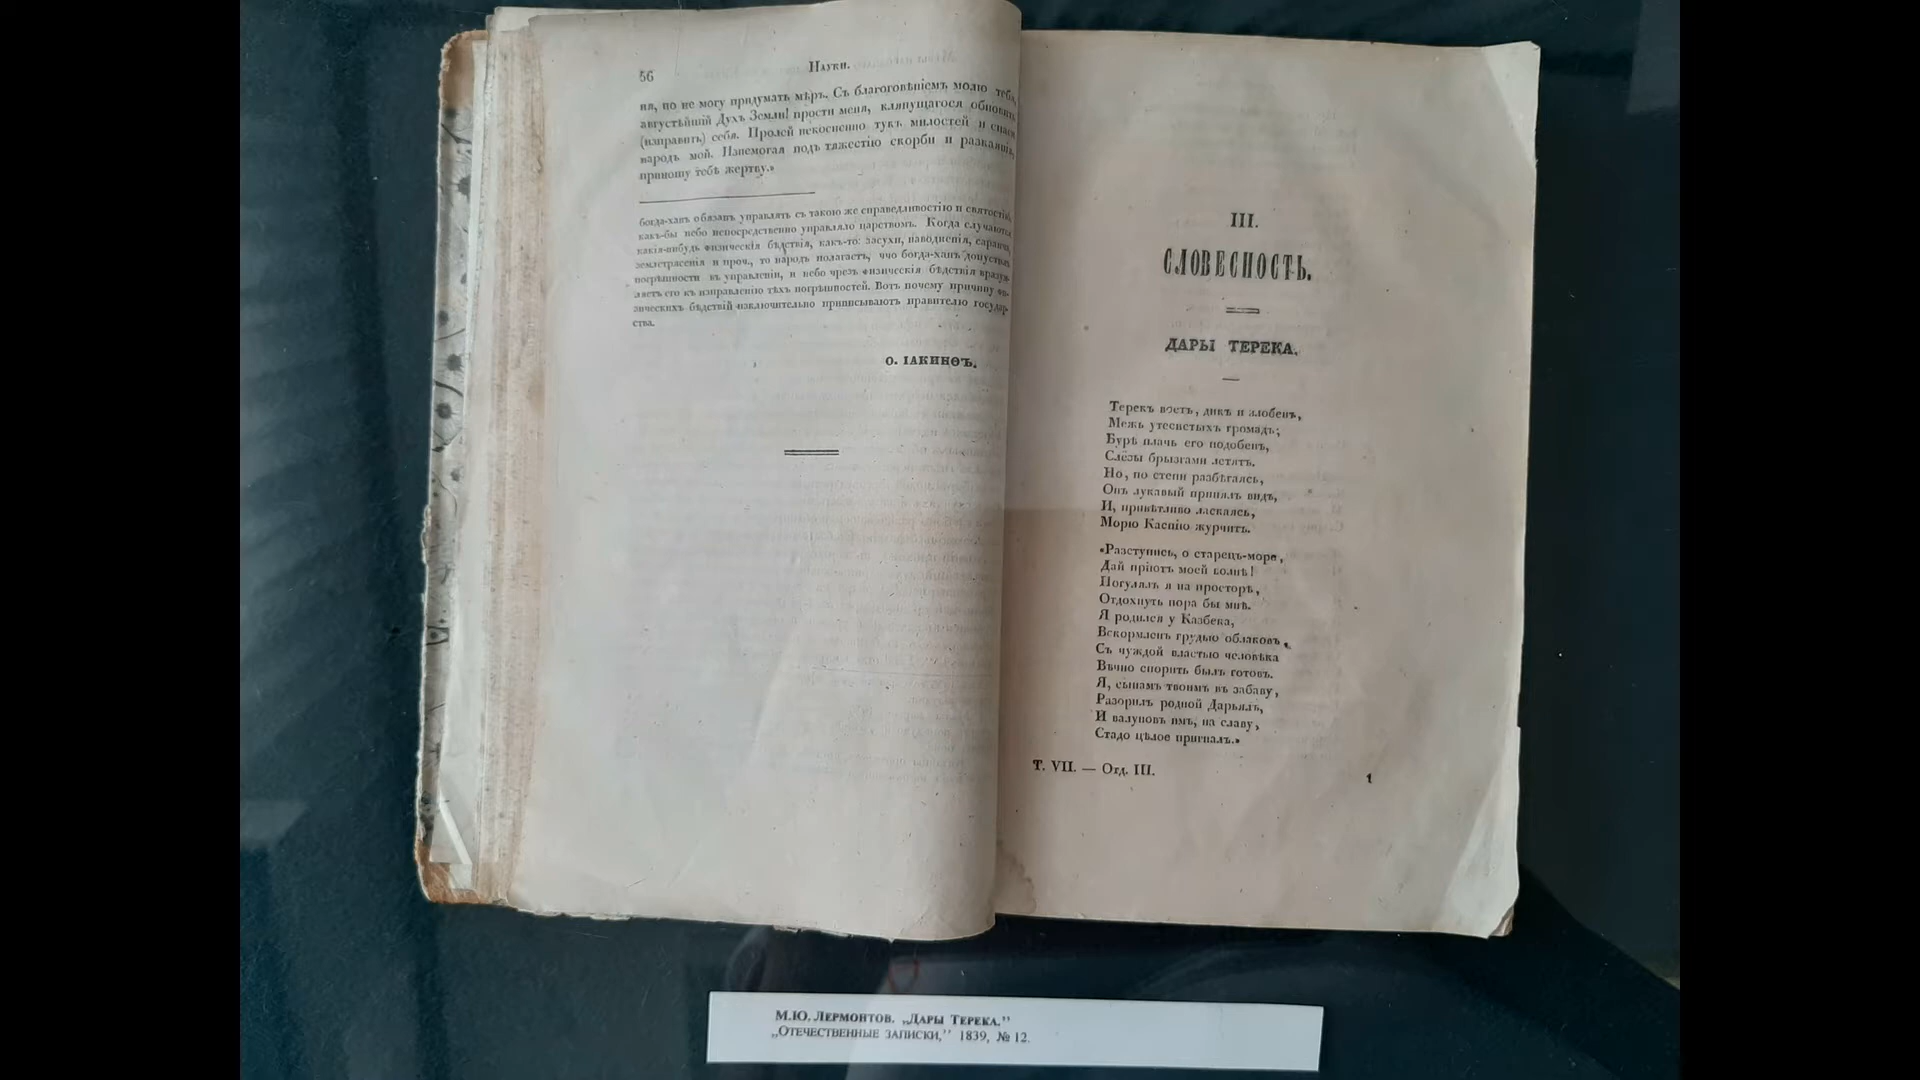 56
Науки.
ня, но не могу придумать мѣръ. Съ благоговѣніемъ молю тебя,
августѣйшій Духъ Земли! прости меня, клянущагося обновить
(исправить) себя. Пролей некосненно тукъ милостей и спаси
народъ мой. Изнемогая подъ тяжестію скорби и раскаянія,
приношу тебѣ жертву.»
богда-ханъ обязанъ управлять съ такою же справедливостію и святостію,
какъ-бы небо непосредственно управляло царствомъ. Когда случаются
какія-нибудь физическія бѣдствія, какъ-то: засухи, наводненія, саранча,
землетрясенія и проч., то народъ полагаетъ, что богда-ханъ допустилъ
погрѣшности въ управленіи, и небо чрезъ физическія бѣдствія вразум-
ляетъ его къ исправленію тѣхъ погрѣшностей. Вотъ почему причину фи-
зическихъ бѣдствій исключительно приписываютъ правителю государ-
ства.
О. ІАКИНѲЪ.
III.
СЛОВЕСНОСТЬ.
ДАРЫ ТЕРЕКА.
Терекъ воетъ, дикъ и злобенъ,
Межь утесистыхъ громадъ;
Бурѣ плачь его подобенъ,
Слёзы брызгами летятъ.
Но, по степи разбѣгаясь,
Онъ лукавый принялъ видъ,
И, привѣтливо ласкаясь,
Морю Каспію журчитъ.
«Разступись, о старецъ-море,
Дай пріютъ моей волнѣ!
Погулялъ я на просторѣ,
Отдохнуть пора бы мнѣ.
Я родился у Казбека,
Вскормленъ грудью облаковъ,
Съ чуждой властью человѣка
Вѣчно спорить былъ готовъ.
Я, сынамъ твоимъ въ забаву,
Разорилъ родной Дарьялъ,
И валуновъ имъ, на славу,
Стадо цѣлое пригналъ.»
Т. VII. — Отд. III.
1
М.Ю. Лермонтов. „Дары Терека.”
„Отечественные записки,” 1839, № 12.